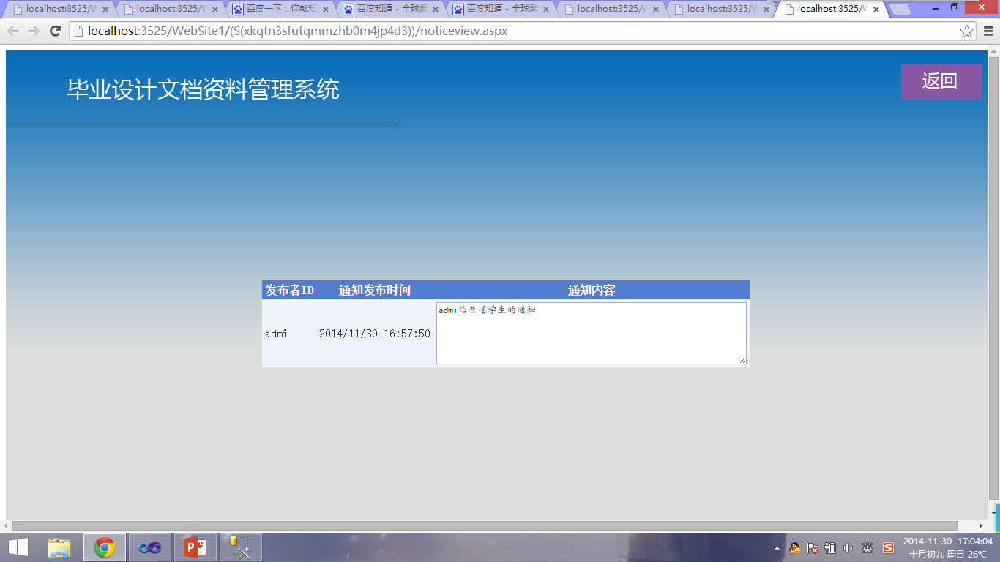 localhost:3525/W
localhost:3525/W
百度一下，你就知
百度知道 - 全球最
百度知道 - 全球最
localhost:3525/W
localhost:3525/W
localhost:3525/W
localhost:3525/WebSite1/(S(xkqtn3sfutqmmzhb0m4jp4d3))/noticeview.aspx
毕业设计文档资料管理系统
返回
发布者ID 通知发布时间 通知内容
admi 2014/11/30 16:57:50 admi给普通学生的通知
英
2014-11-30 17:04:04
十月初九 周日 26℃